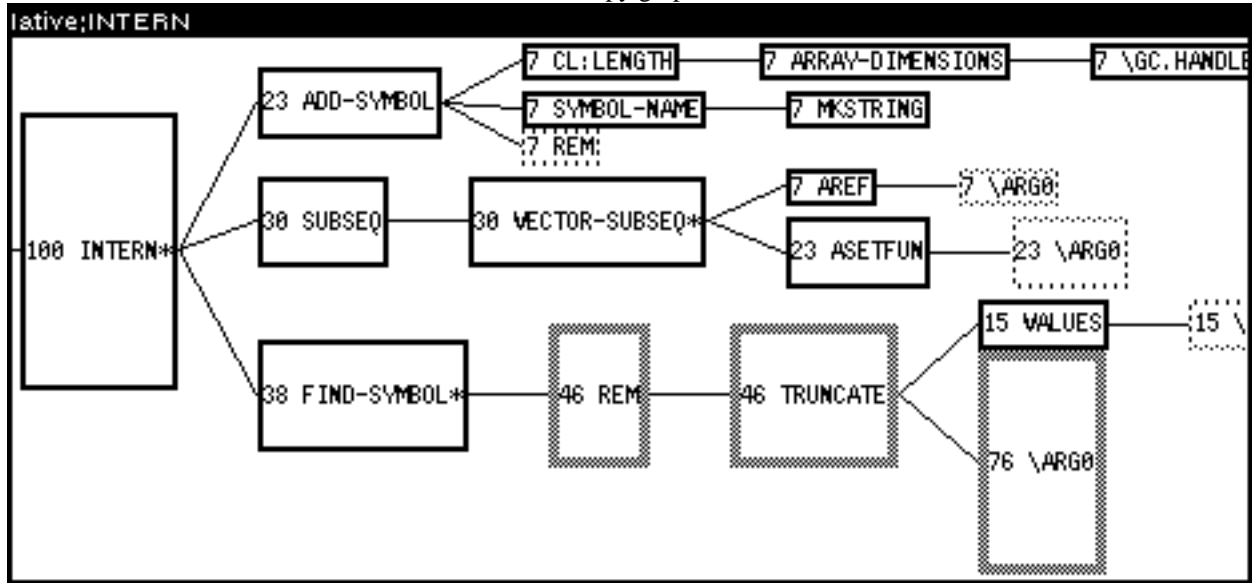 lative;INTERN
7 CL:LENGTH
7 ARRAY-DIMENSIONS
7 \GC.HANDLE
23 ADD-SYMBOL
7 SYMBOL-NAME
7 MKSTRING
7 REM
7 AREF
7 \ARG0
30 SUBSEQ
30 VECTOR-SUBSEQ*
100 INTERN*
23 ASETFUN
23 \ARG0
15 VALUES
15 \
38 FIND-SYMBOL*
46 REM
46 TRUNCATE
76 \ARG0